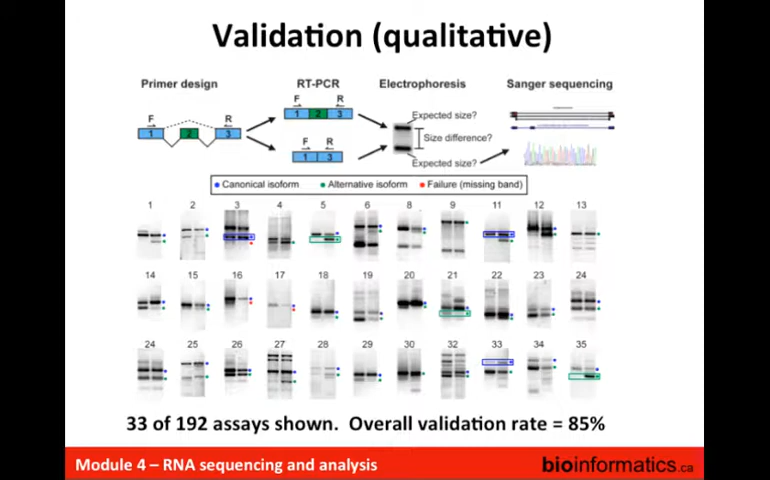 Validation (qualitative)
Primer design RT-PCR Electrophoresis Sanger sequencing
F R
1 2 3
F R
1 2 3
F R
1 3
Expected size?
Size difference?
Expected size?
Canonical isoform Alternative isoform Failure (missing band)
1 2 3 4 5 6 8 9 11 12 13
14 15 16 17 18 19 20 21 22 23 24
24 25 26 27 28 29 30 32 33 34 35
33 of 192 assays shown. Overall validation rate = 85%
Module 4 – RNA sequencing and analysis
bioinformatics.ca